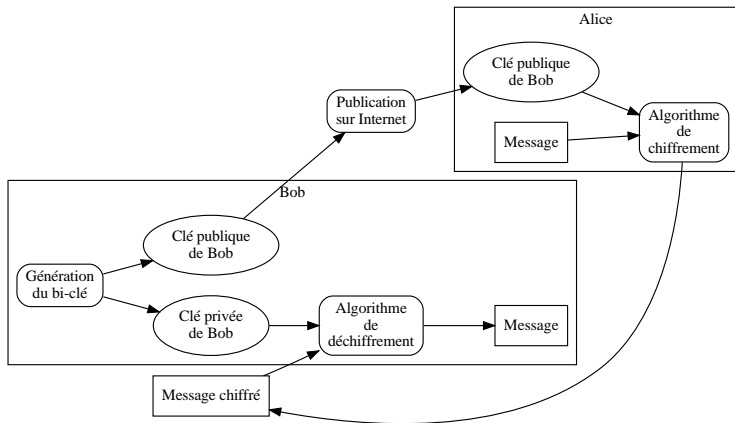 Alice
Clé publique
de Bob
Publication
sur Internet
Algorithme
de
chiffrement
Message
Bob
Clé publique
de Bob
Génération
du bi-clé
Clé privée
de Bob
Algorithme
de
déchiffrement
Message
Message chiffré